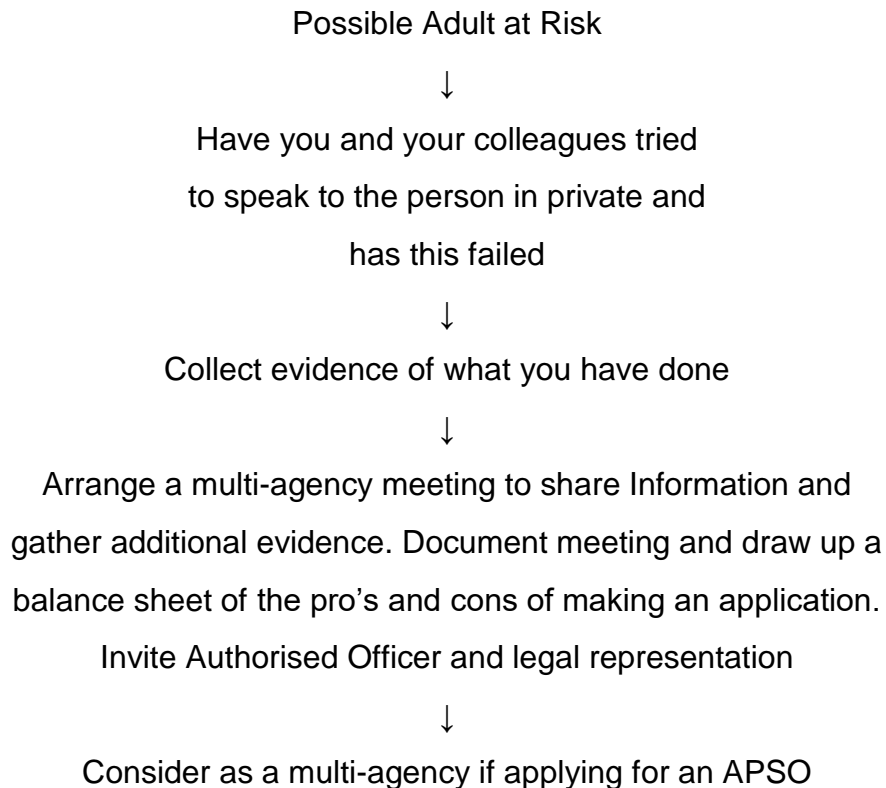 Possible Adult at Risk
↓
Have you and your colleagues tried
to speak to the person in private and
has this failed
↓
Collect evidence of what you have done
↓
Arrange a multi-agency meeting to share Information and
gather additional evidence. Document meeting and draw up a
balance sheet of the pro’s and cons of making an application.
Invite Authorised Officer and legal representation
↓
Consider as a multi-agency if applying for an APSO